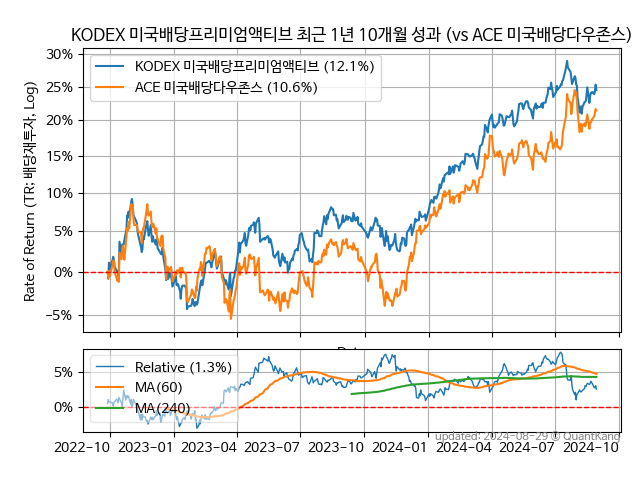 KODEX 미국배당프리미엄액티브 최근 1년 10개월 성과 (vs ACE 미국배당다우존스)
Rate of Return (TR: 배당재투자, Log)
30%
25%
20%
15%
10%
5%
0%
−5%
KODEX 미국배당프리미엄액티브 (12.1%)
ACE 미국배당다우존스 (10.6%)
5%
0%
Relative (1.3%)
MA(60)
MA(240)
2022-10 2023-01 2023-04 2023-07 2023-10 2024-01 2024-04 2024-07 2024-10
updated: 2024-08-29 © QuantKang